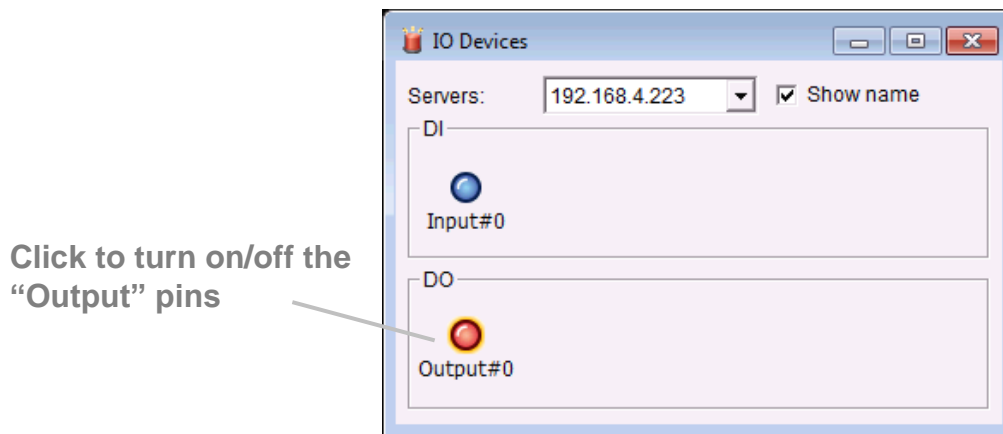 IO Devices
Servers: 192.168.4.223 Show name
DI
Input#0
Click to turn on/off the
“Output” pins
DO
Output#0